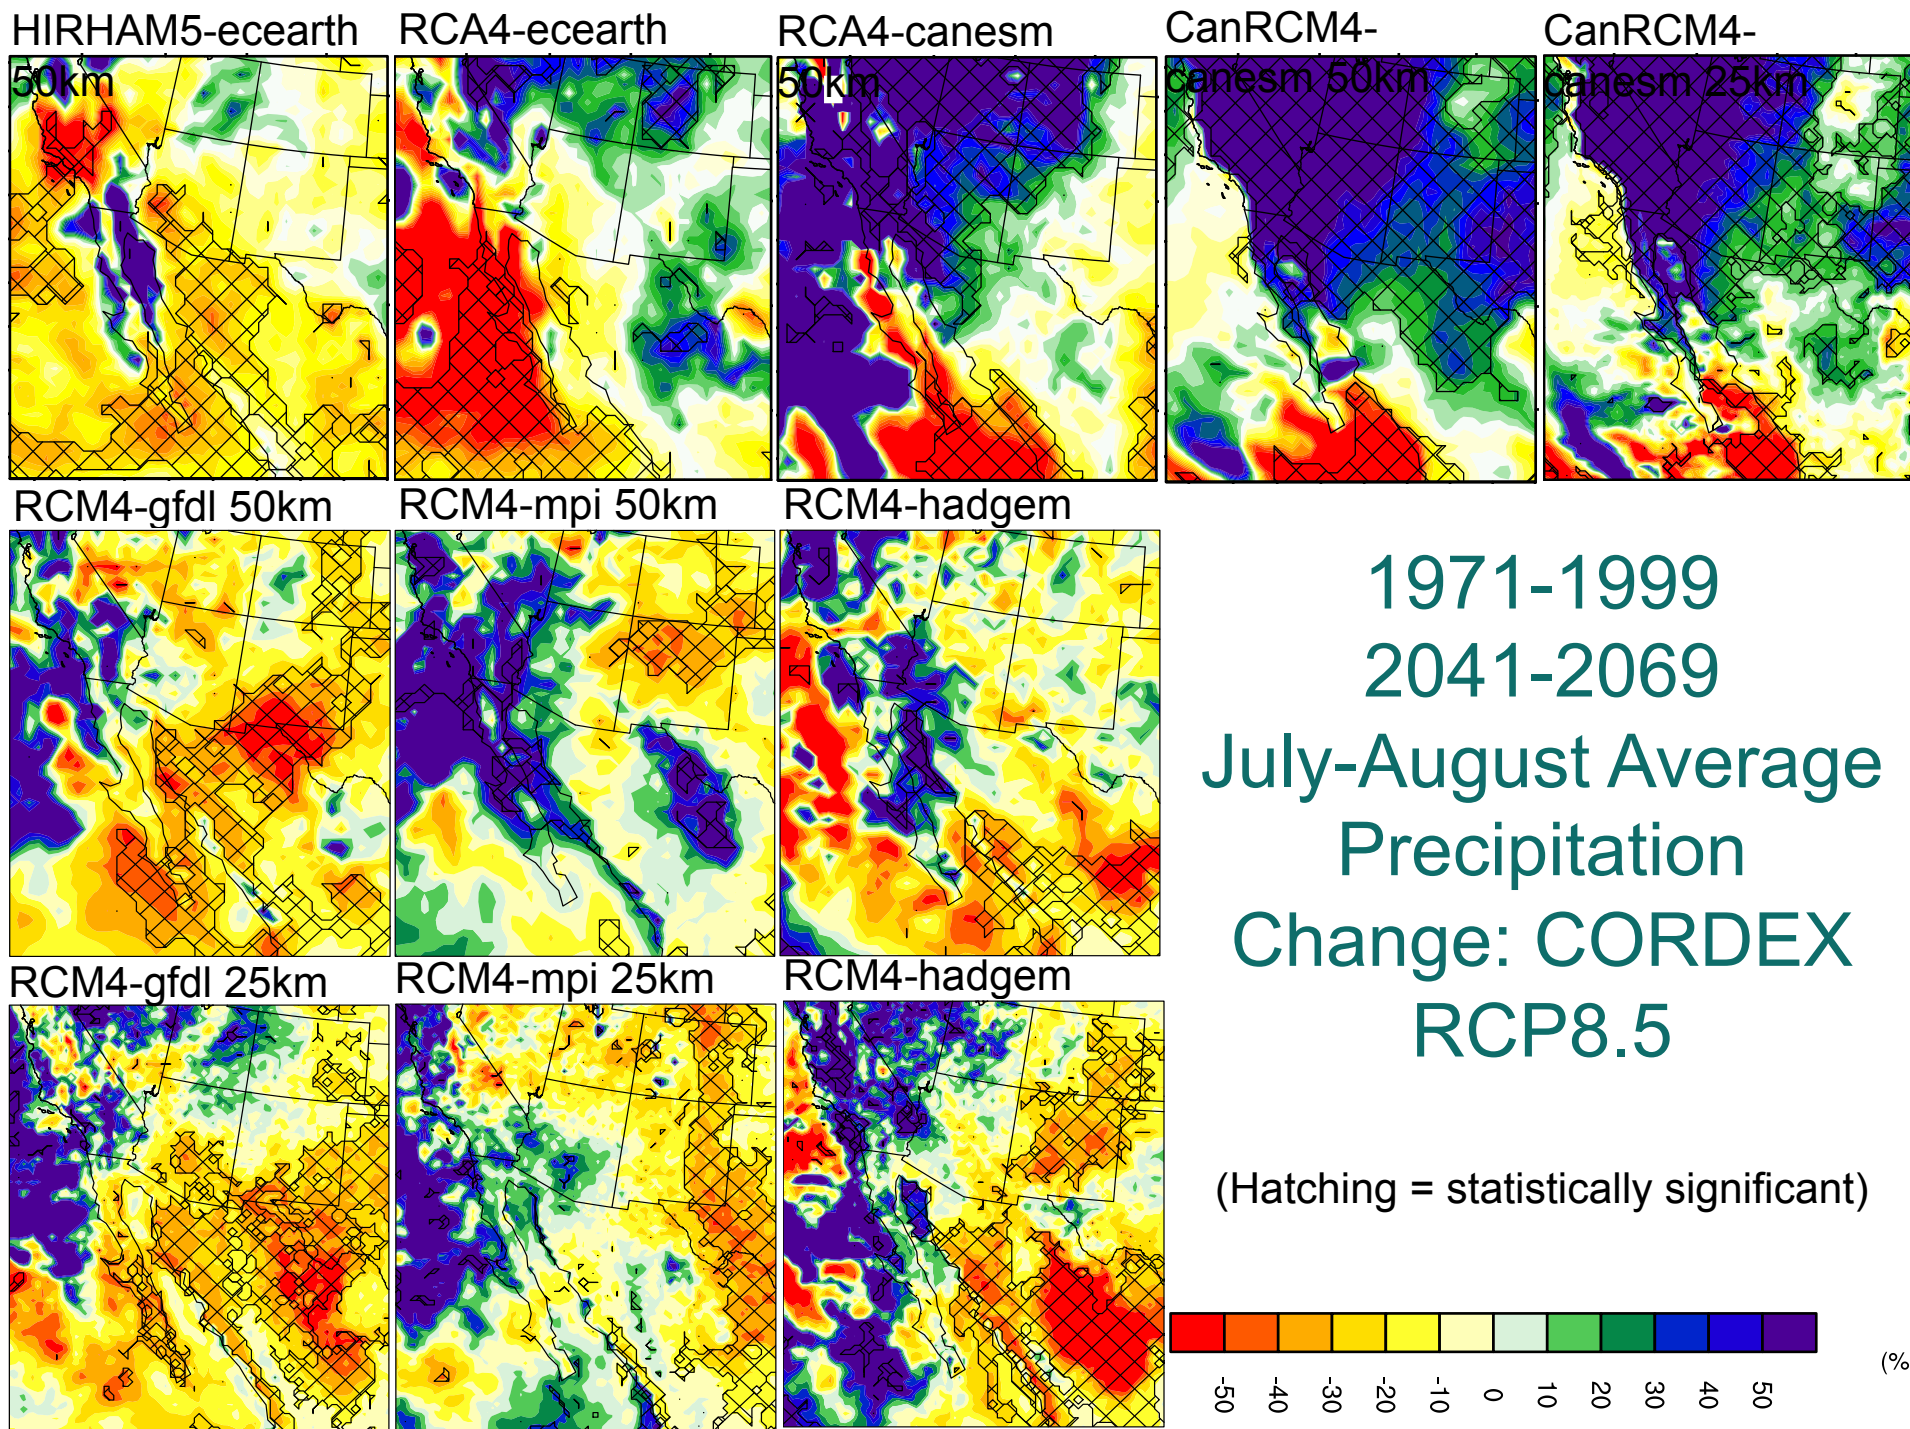 HIRHAM5-ecearth
50km
RCA4-ecearth
RCA4-canesm
50km
CanRCM4-
canesm 50km
CanRCM4-
canesm 25km
RCM4-gfdl 50km
RCM4-mpi 50km
RCM4-hadgem
RCM4-gfdl 25km
RCM4-mpi 25km
RCM4-hadgem
1971-1999
2041-2069
July-August Average
Precipitation
Change: CORDEX
RCP8.5
(Hatching = statistically significant)
-50 -40 -30 -20 -10 0 10 20 30 40 50
(%